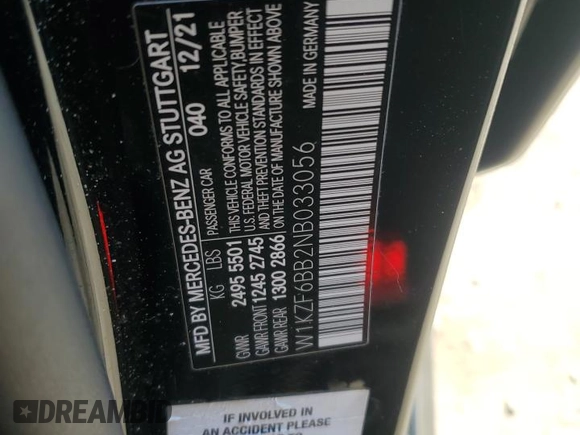 MFD BY MERCEDES-BENZ AG STUTTGART
040 12/21
PASSENGER CAR
KG LBS
GVWR 2495 5501
GAWR FRONT 1245 2745
GAWR REAR 1300 2866
THIS VEHICLE CONFORMS TO ALL APPLICABLE
U.S. FEDERAL MOTOR VEHICLE SAFETY,BUMPER
& THEFT PREVENTION STANDARDS IN EFFECT
ON THE DATE OF MANUFACTURE SHOWN ABOVE
W1KZF6BB2NB033056
MADE IN GERMANY
IF INVOLVED IN
AN ACCIDENT PLEASE
DREAMBID